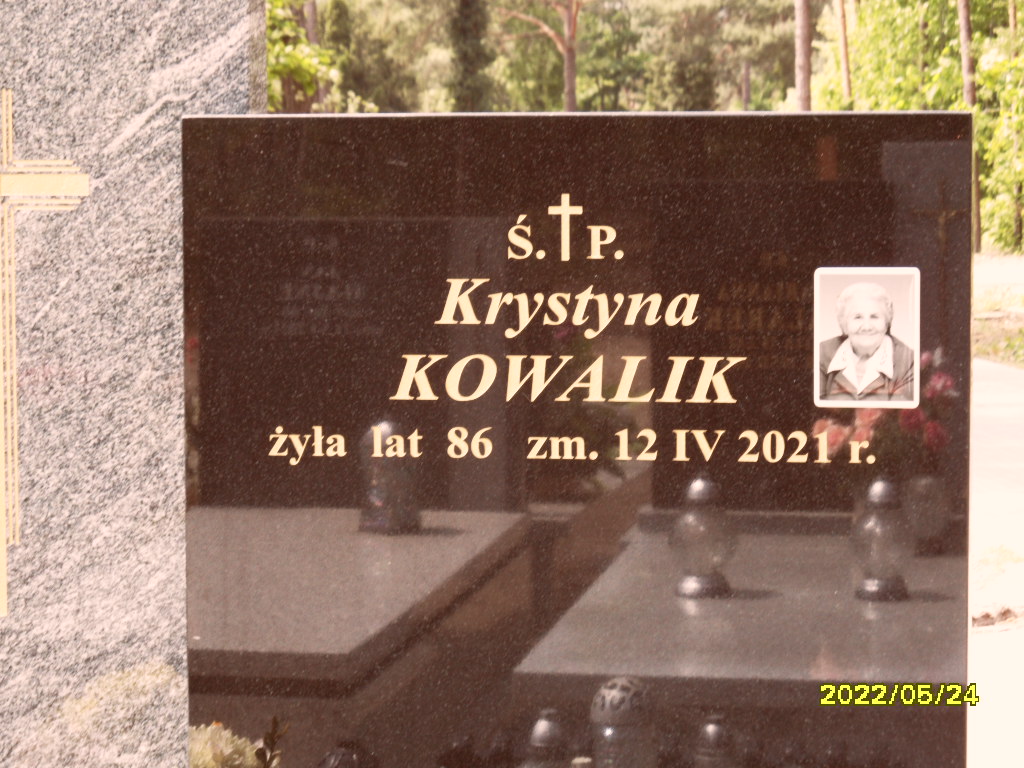 Ś.P.
Krystyna
KOWALIK
żyła lat 86 zm. 12 IV 2021 r.
2022/05/24